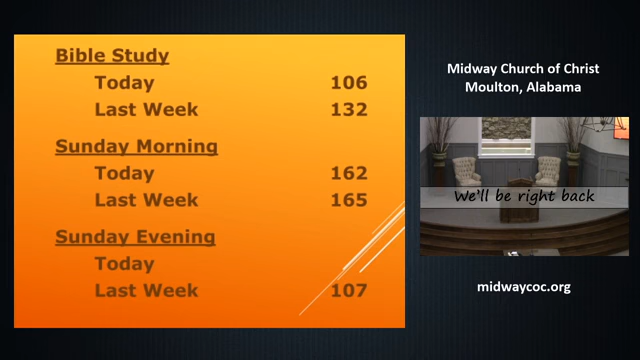 Bible Study
Today 106
Last Week 132
Sunday Morning
Today 162
Last Week 165
Sunday Evening
Today
Last Week 107
Midway Church of Christ
Moulton, Alabama
We'll be right back
midwaycoc.org